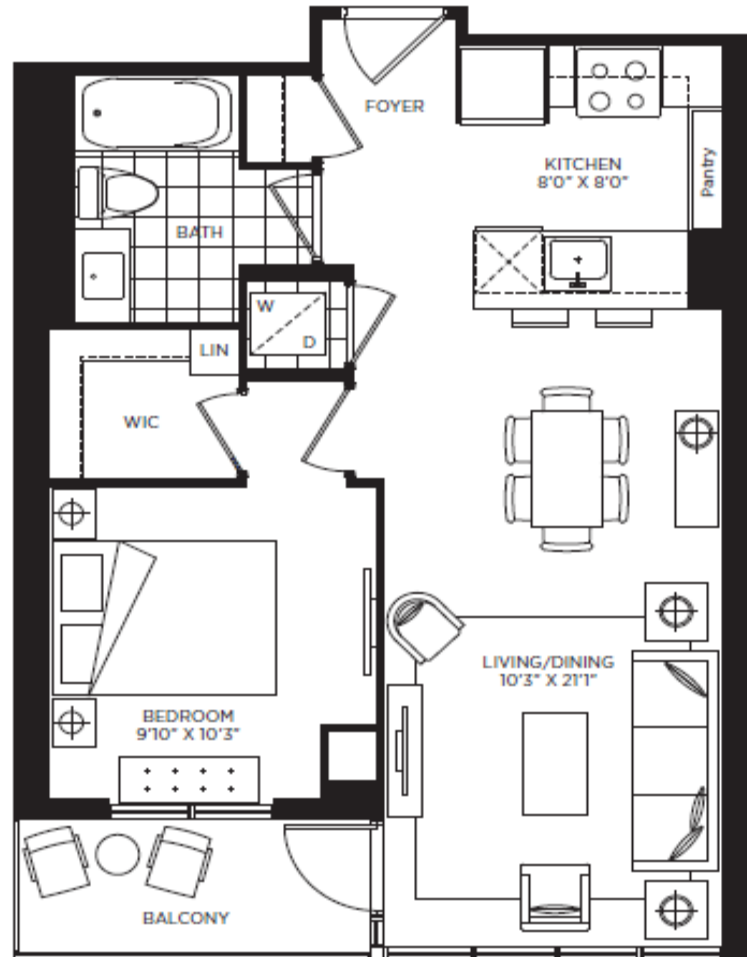 FOYER
KITCHEN
8'0" X 8'0"
Pantry
BATH
W
D
LIN
WIC
LIVING/DINING
10'3" X 21'1"
BEDROOM
9'10" X 10'3"
BALCONY